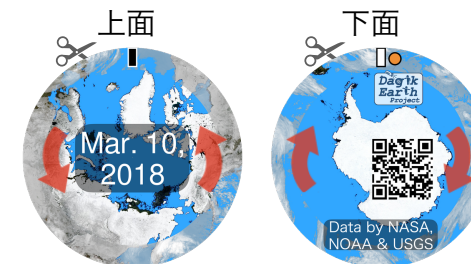 上面
下面
Mar. 10,
2018
Dagik
Earth
Project
Data by NASA,
NOAA & USGS